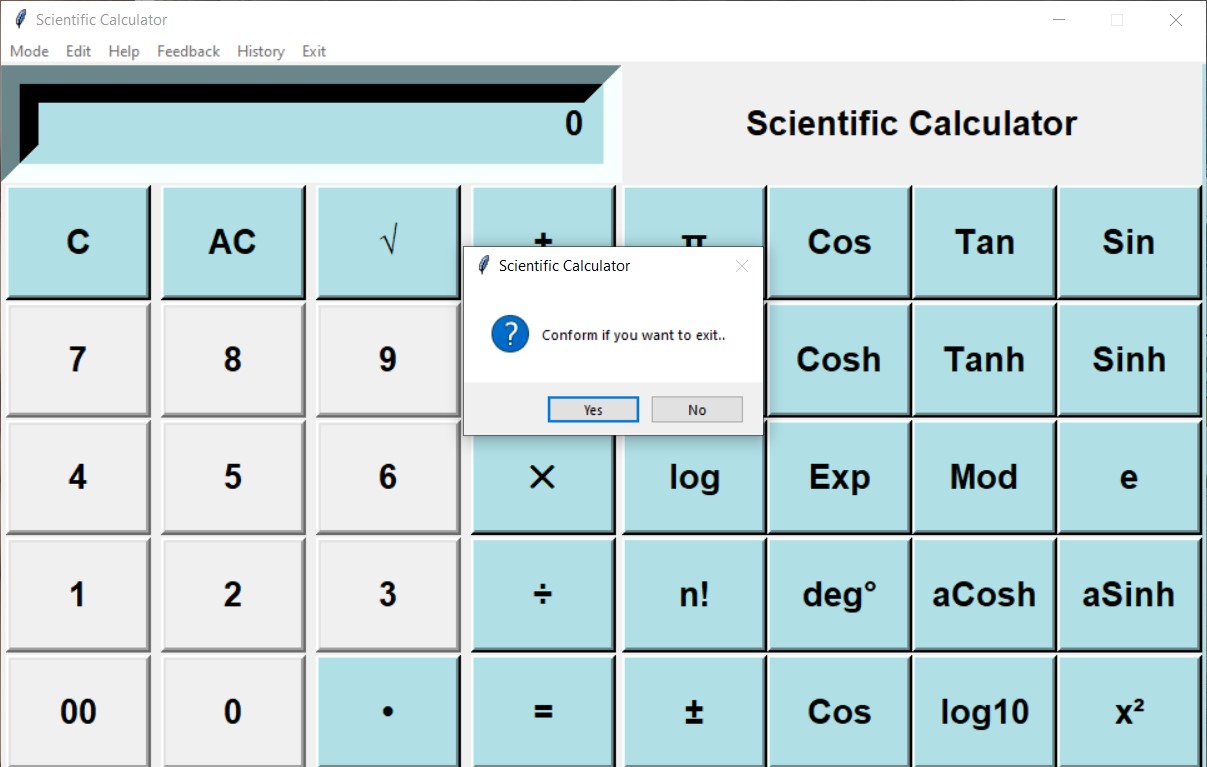 Scientific Calculator
Mode Edit Help Feedback History Exit
0
Scientific Calculator
C AC √ + π Cos Tan Sin
Scientific Calculator
Conform if you want to exit..
Yes No
7 8 9 Cosh Tanh Sinh
4 5 6 × log Exp Mod e
1 2 3 ÷ n! deg° aCosh aSinh
00 0 • = ± Cos log10 x²